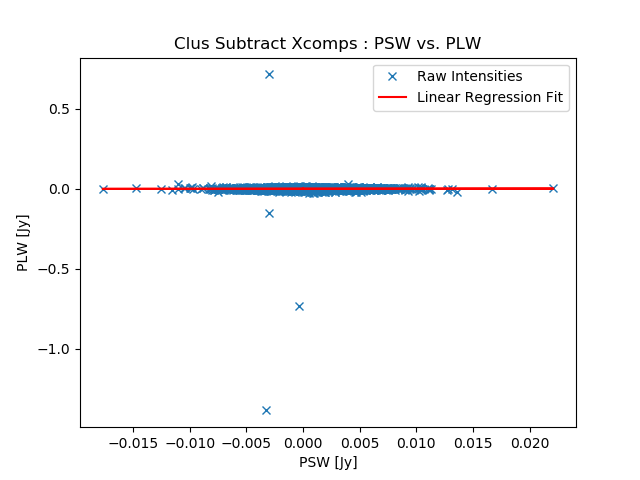 Clus Subtract Xcomps : PSW vs. PLW
Raw Intensities
Linear Regression Fit
0.5
0.0
−0.5
−1.0
PLW [Jy]
−0.015 −0.010 −0.005 0.000 0.005 0.010 0.015 0.020
PSW [Jy]